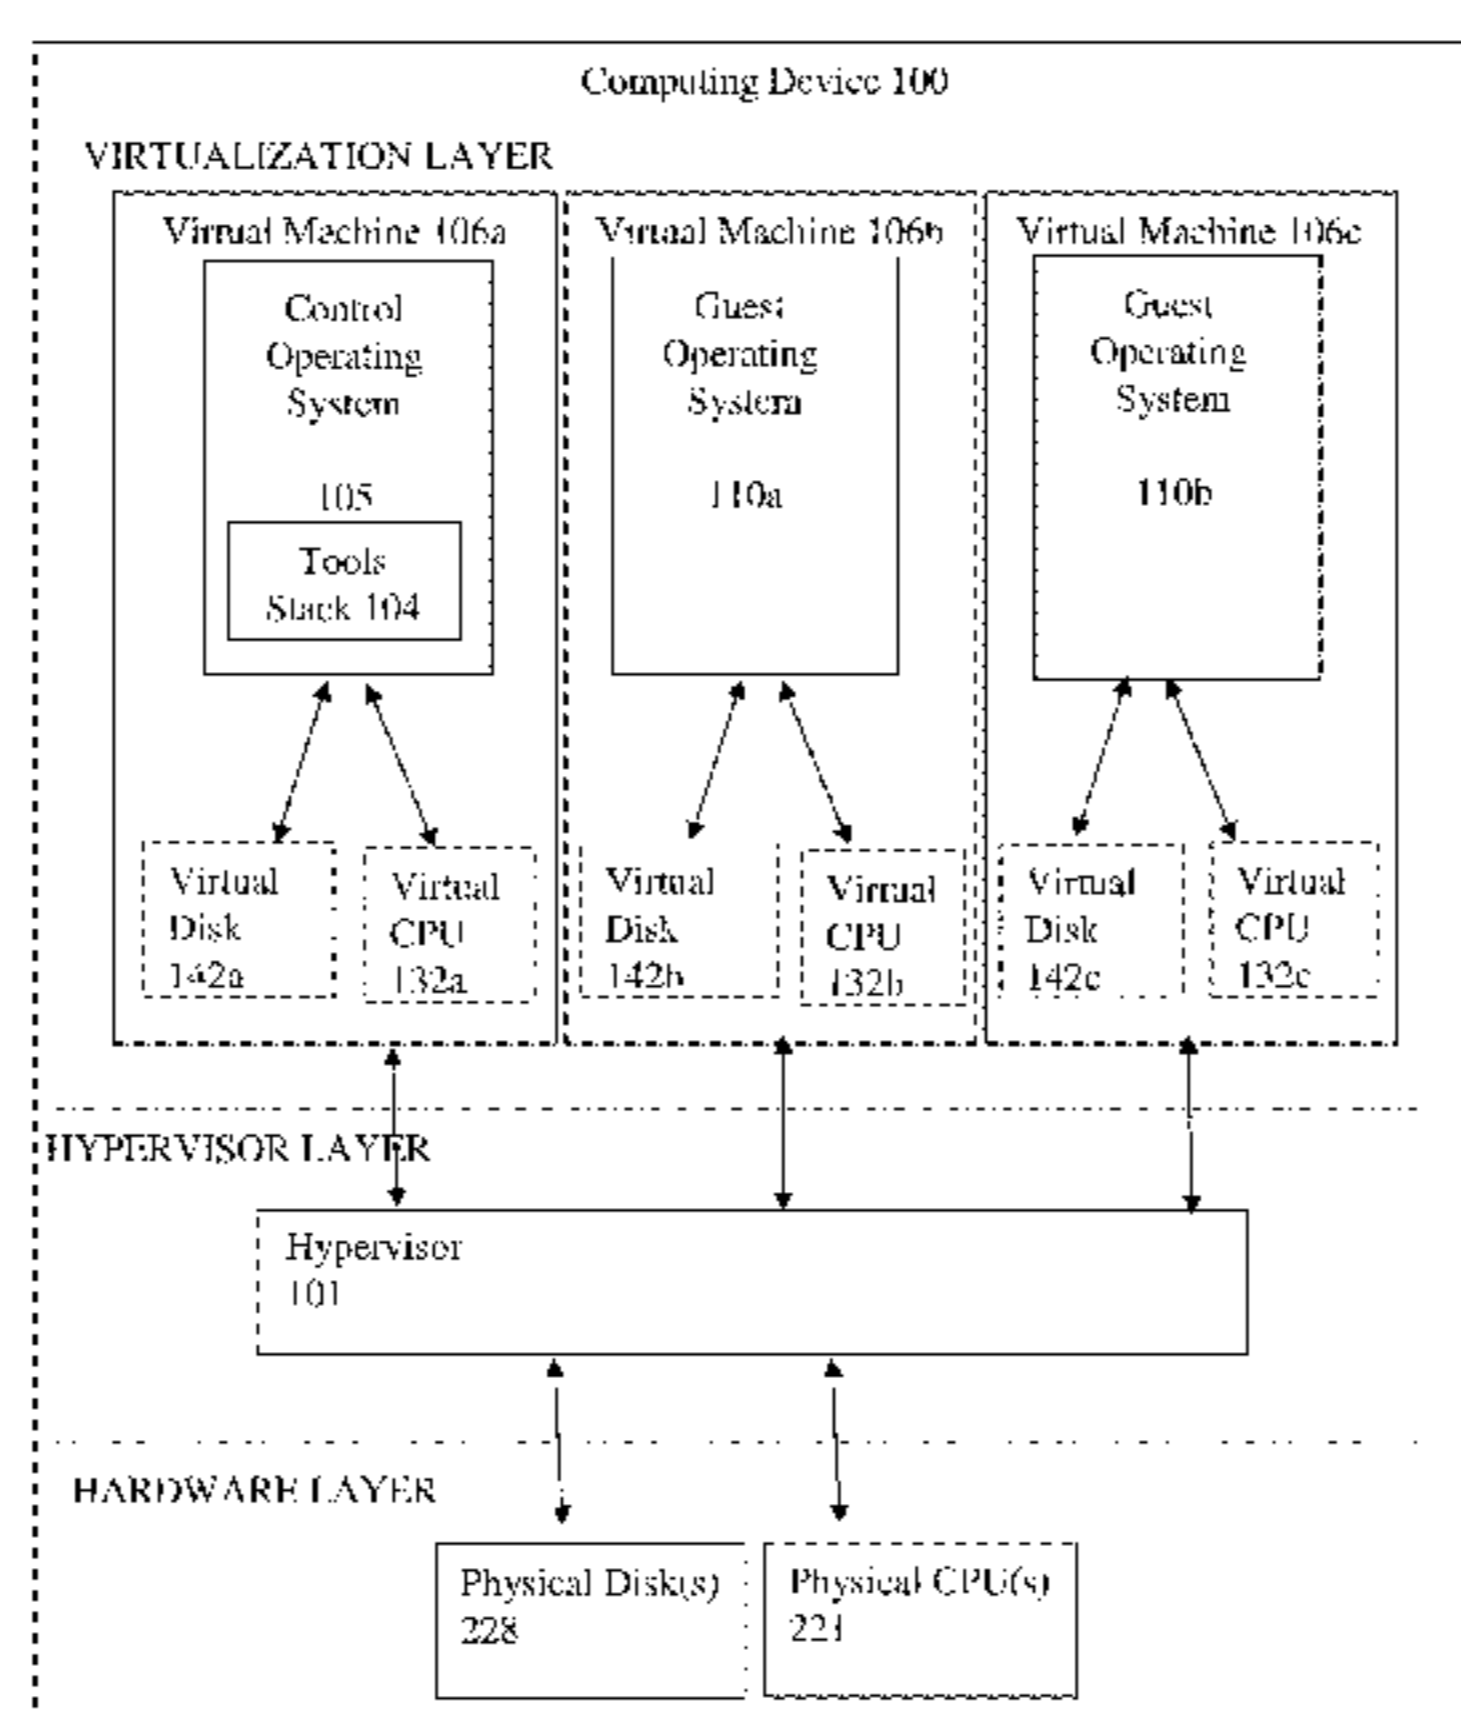 Computing Device 100
VIRTUALIZATION LAYER
Virtual Machine 106a
Control
Operating
System
105
Tools
Stack 104
Virtual
Disk
142a
Virtual
CPU
132a
Virtual Machine 106b
Guest
Operating
System
110a
Virtual
Disk
142b
Virtual
CPU
132b
Virtual Machine 106c
Guest
Operating
System
110b
Virtual
Disk
142c
Virtual
CPU
132c
HYPERVISOR LAYER
Hypervisor
101
HARDWARE LAYER
Physical Disk(s)
228
Physical CPU(s)
221